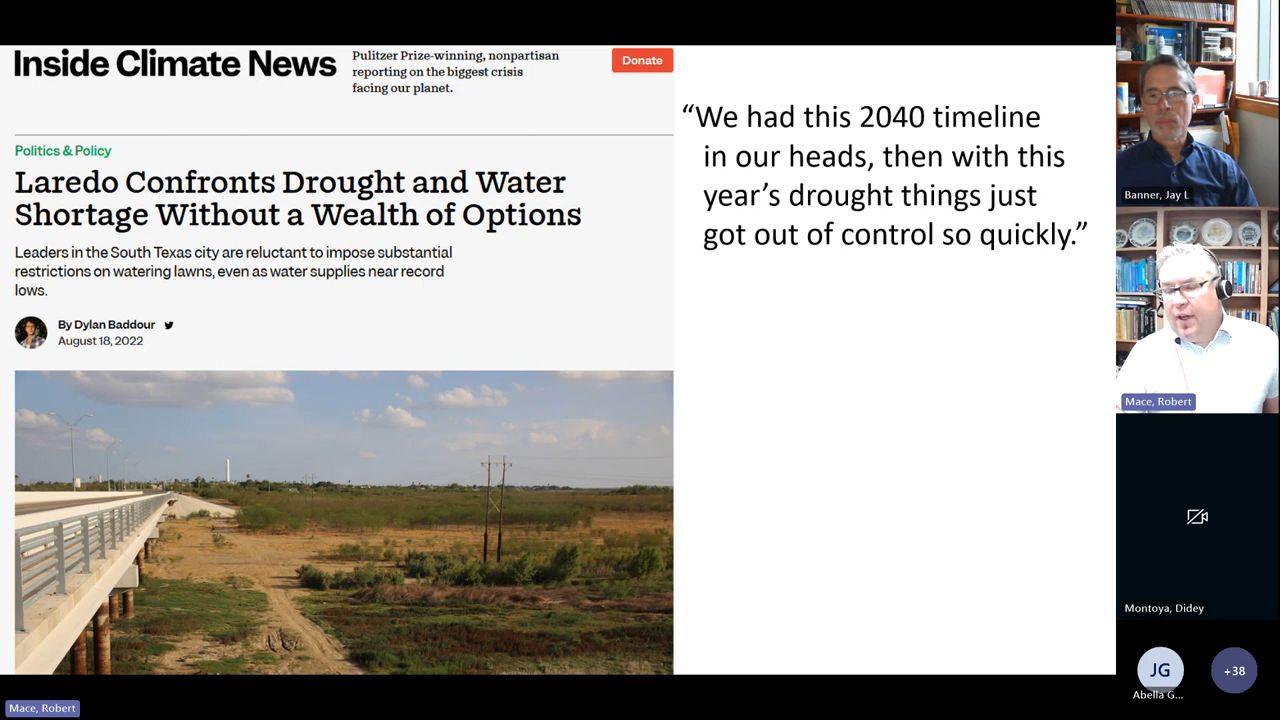 Inside Climate News
Pulitzer Prize-winning, nonpartisan
reporting on the biggest crisis
facing our planet.
Donate
Politics & Policy
Laredo Confronts Drought and Water
Shortage Without a Wealth of Options
Leaders in the South Texas city are reluctant to impose substantial
restrictions on watering lawns, even as water supplies near record
lows.
By Dylan Baddour
August 18, 2022
“We had this 2040 timeline
in our heads, then with this
year’s drought things just
got out of control so quickly.”
Banner, Jay L
Mace, Robert
Montoya, Didey
JG
Abella G...
+38
Mace, Robert